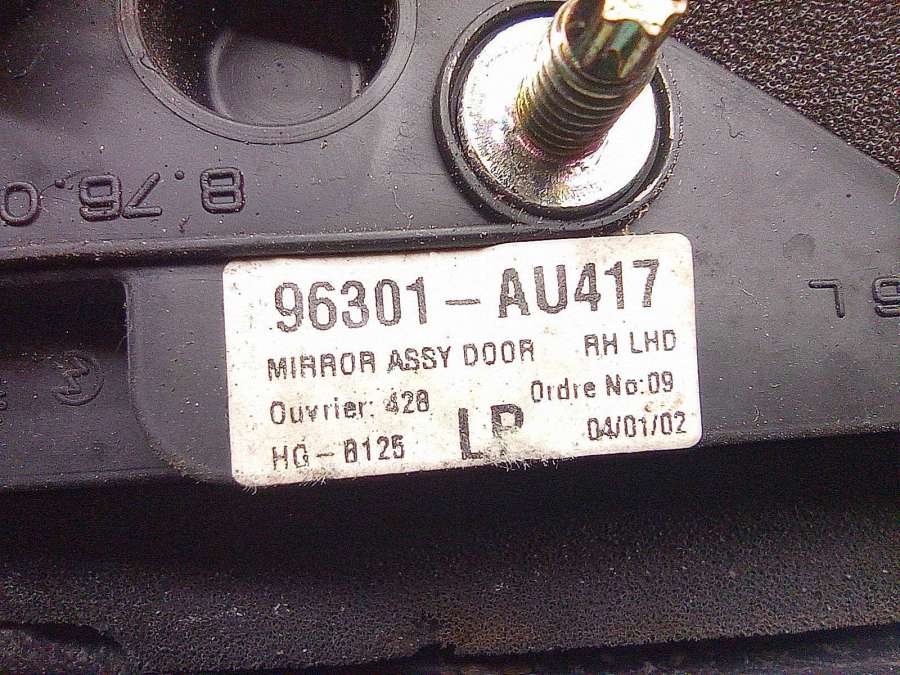 8.76.0
96301-AU417
MIRROR ASSY DOOR RH LHD
Ouvrier: 428 Ordre No:09
HG-8125 LP 04/01/02